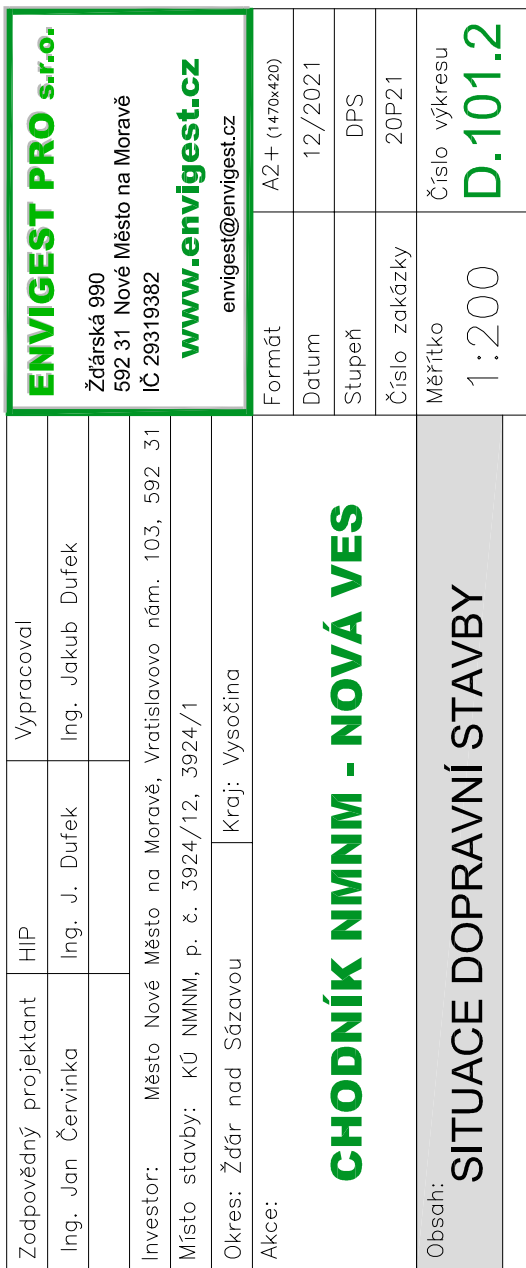 Zodpovědný projektant HIP Vypracoval
Ing. Jan Červinka Ing. J. Dufek Ing. Jakub Dufek
Investor: Město Nové Město na Moravě, Vratislavovo nám. 103, 592 31
Místo stavby: KÚ NMNM, p. č. 3924/12, 3924/1
Okres: Žďár nad Sázavou Kraj: Vysočina
Akce:
CHODNÍK NMNM - NOVÁ VES
Obsah:
SITUACE DOPRAVNÍ STAVBY
ENVIGEST PRO s.r.o.
Žďárská 990
592 31 Nové Město na Moravě
IČ 29319382
www.envigest.cz
envigest@envigest.cz
Formát A2+ (1470x420)
Datum 12/2021
Stupeň DPS
Číslo zakázky 20P21
Měřítko Číslo výkresu
1:200 D.101.2